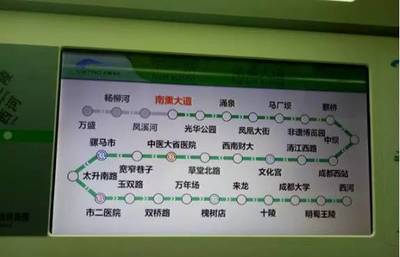 杨柳河 南熏大道 涌泉 马厂坝 蔡桥
万盛 凤溪河 光华公园 凤凰大街 非遗博览园 中坝
骡马市 中医大省医院 西南财大 清江西路
太升南路 宽窄巷子 草堂北路 文化宫 成都西站
玉双路 万年场 来龙 成都大学 西河
市二医院 双桥路 槐树店 十陵 明蜀王陵